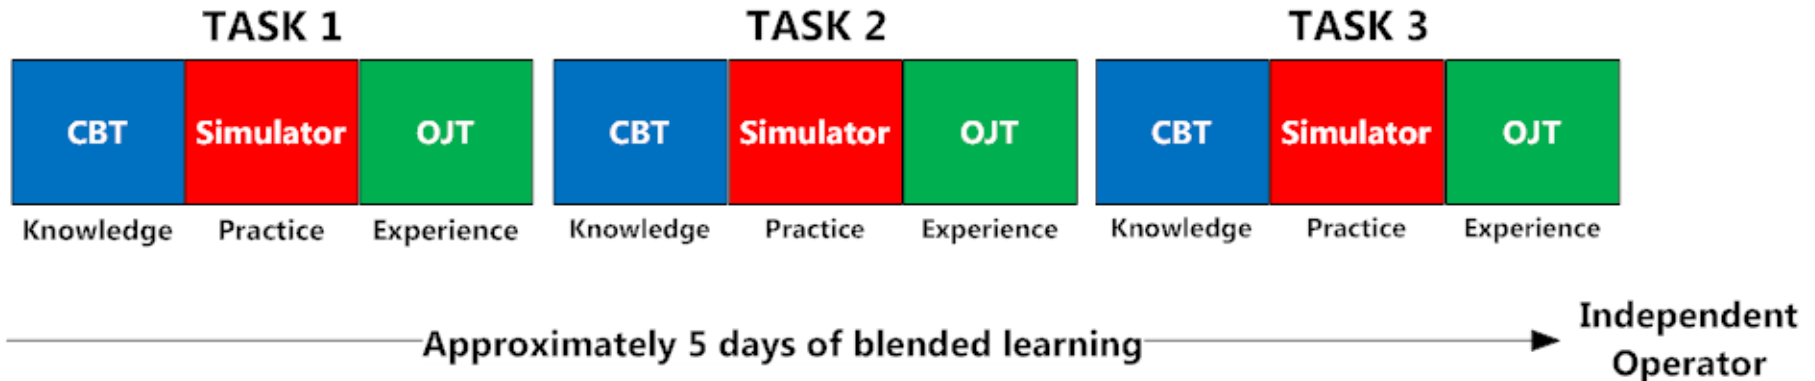 TASK 1
TASK 2
TASK 3
CBT
Simulator
OJT
CBT
Simulator
OJT
CBT
Simulator
OJT
Knowledge
Practice
Experience
Knowledge
Practice
Experience
Knowledge
Practice
Experience
Approximately 5 days of blended learning
Independent
Operator